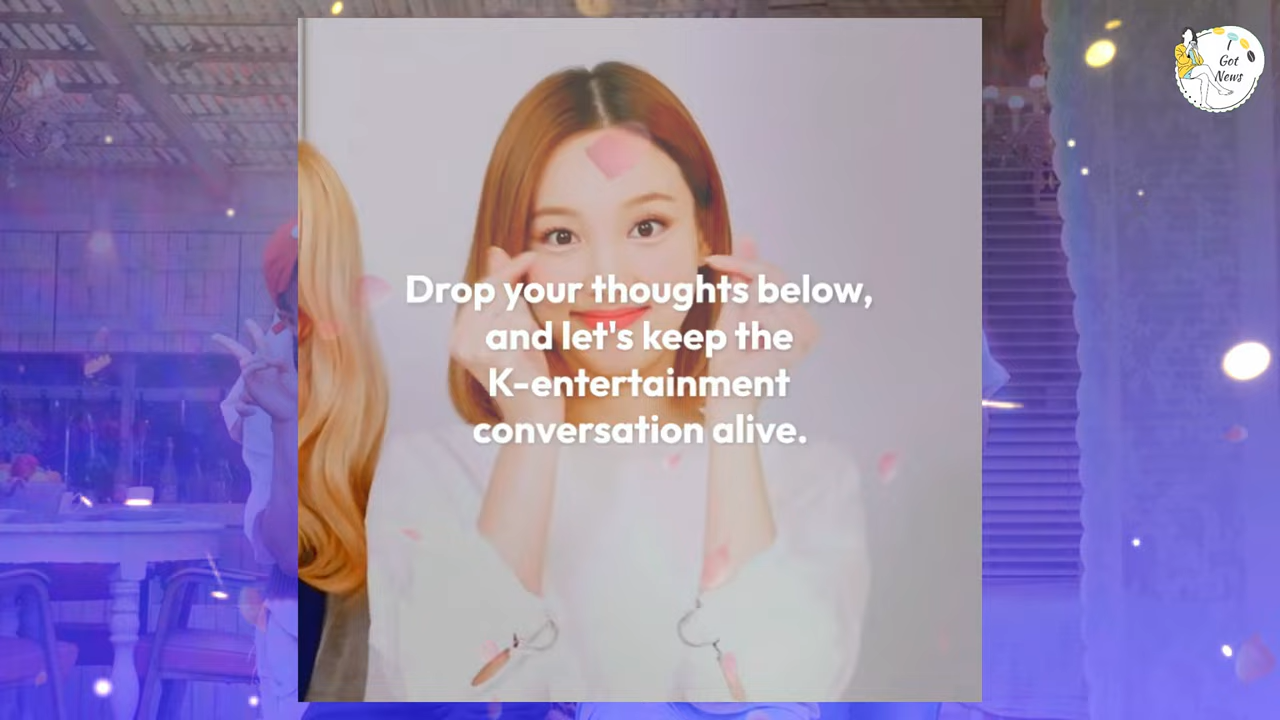 Drop your thoughts below,
and let's keep the
K-entertainment
conversation alive.
I
Got
News